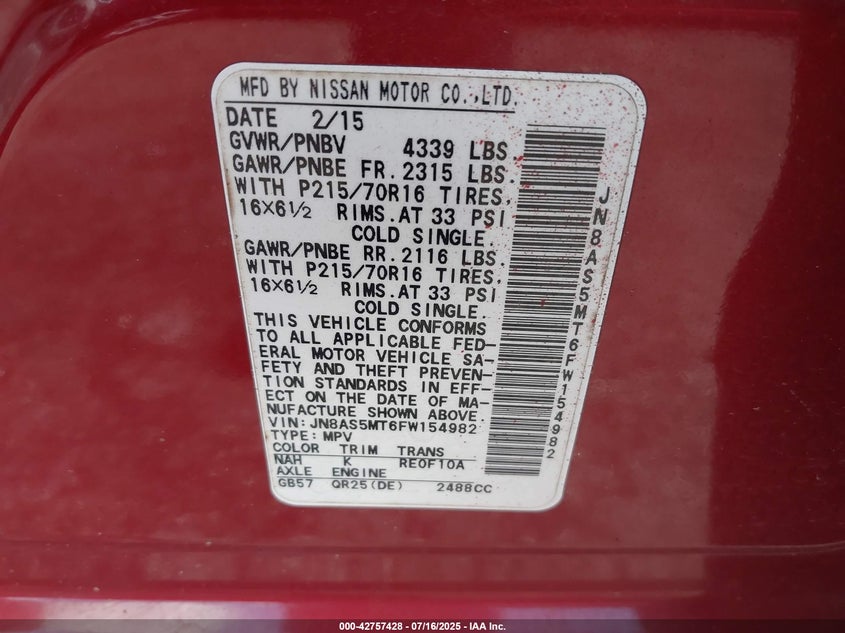 MFD BY NISSAN MOTOR CO.,LTD.
DATE 2/15
GVWR/PNBV 4339 LBS.
GAWR/PNBE FR. 2315 LBS.
WITH P215/70R16 TIRES.
16X6½ RIMS. AT 33 PSI
COLD SINGLE.
GAWR/PNBE RR. 2116 LBS.
WITH P215/70R16 TIRES.
16X6½ RIMS. AT 33 PSI
COLD SINGLE.
THIS VEHICLE CONFORMS
TO ALL APPLICABLE FED-
ERAL MOTOR VEHICLE SA-
FETY AND THEFT PREVEN-
TION STANDARDS IN EFF-
ECT ON THE DATE OF MA-
NUFACTURE SHOWN ABOVE.
VIN: JN8AS5MT6FW154982
TYPE: MPV
COLOR TRIM TRANS
NAH K RE0F10A
AXLE ENGINE
GB57 QR25(DE) 2488CC
JN8AS5MT6FW154982
000-42757428 - 07/16/2025 - IAA Inc.